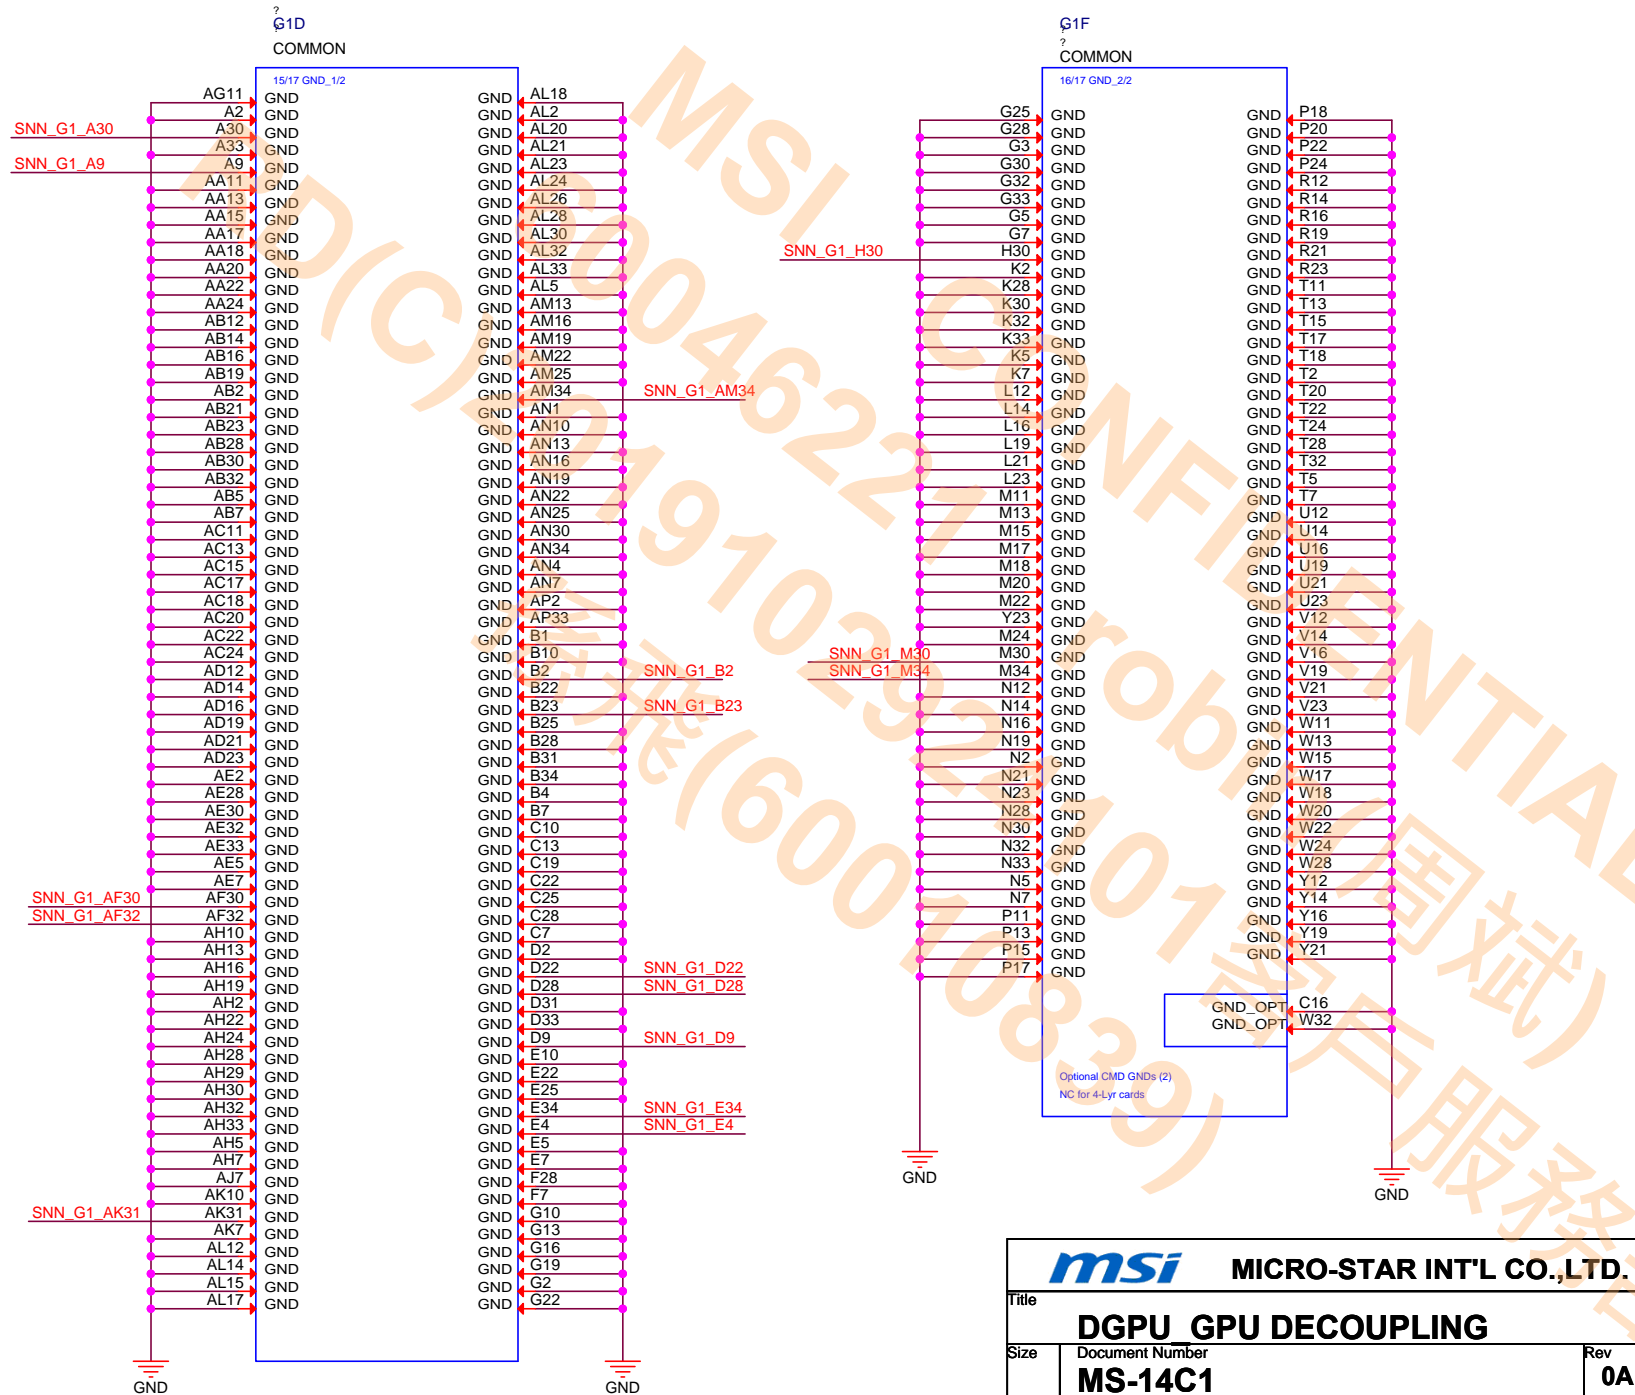 ?
G1D
?
COMMON
15/17 GND_1/2
AG11 GND GND AL18
A2 GND GND AL2
SNN_G1_A30 A30 GND GND AL20
A33 GND GND AL21
SNN_G1_A9 A9 GND GND AL23
AA11 GND GND AL24
AA13 GND GND AL26
AA15 GND GND AL28
AA17 GND GND AL30
AA18 GND GND AL32
AA20 GND GND AL33
AA22 GND GND AL5
AA24 GND GND AM13
AB12 GND GND AM16
AB14 GND GND AM19
AB16 GND GND AM22
AB19 GND GND AM25
AB2 GND GND AM34 SNN_G1_AM34
AB21 GND GND AN1
AB23 GND GND AN10
AB28 GND GND AN13
AB30 GND GND AN16
AB32 GND GND AN19
AB5 GND GND AN22
AB7 GND GND AN25
AC11 GND GND AN30
AC13 GND GND AN34
AC15 GND GND AN4
AC17 GND GND AN7
AC18 GND GND AP2
AC20 GND GND AP33
AC22 GND GND B1
AC24 GND GND B10
AD12 GND GND B2 SNN_G1_B2
AD14 GND GND B22
AD16 GND GND B23 SNN_G1_B23
AD19 GND GND B25
AD21 GND GND B28
AD23 GND GND B31
AE2 GND GND B34
AE28 GND GND B4
AE30 GND GND B7
AE32 GND GND C10
AE33 GND GND C13
AE5 GND GND C19
AE7 GND GND C22
SNN_G1_AF30 AF30 GND GND C25
SNN_G1_AF32 AF32 GND GND C28
AH10 GND GND C7
AH13 GND GND D2
AH16 GND GND D22 SNN_G1_D22
AH19 GND GND D28 SNN_G1_D28
AH2 GND GND D31
AH22 GND GND D33
AH24 GND GND D9 SNN_G1_D9
AH28 GND GND E10
AH29 GND GND E22
AH30 GND GND E25
AH32 GND GND E34 SNN_G1_E34
AH33 GND GND E4 SNN_G1_E4
AH5 GND GND E5
AH7 GND GND E7
AJ7 GND GND F28
AK10 GND GND F7
SNN_G1_AK31 AK31 GND GND G10
AK7 GND GND G13
AL12 GND GND G16
AL14 GND GND G19
AL15 GND GND G2
AL17 GND GND G22
GND GND
G1F
?
?
COMMON
16/17 GND_2/2
G25 GND GND P18
G28 GND GND P20
G3 GND GND P22
G30 GND GND P24
G32 GND GND R12
G33 GND GND R14
G5 GND GND R16
G7 GND GND R19
SNN_G1_H30 H30 GND GND R21
K2 GND GND R23
K28 GND GND T11
K30 GND GND T13
K32 GND GND T15
K33 GND GND T17
K5 GND GND T18
K7 GND GND T2
L12 GND GND T20
L14 GND GND T22
L16 GND GND T24
L19 GND GND T28
L21 GND GND T32
L23 GND GND T5
M11 GND GND T7
M13 GND GND U12
M15 GND GND U14
M17 GND GND U16
M18 GND GND U19
M20 GND GND U21
M22 GND GND U23
Y23 GND GND V12
M24 GND GND V14
SNN_G1_M30 M30 GND GND V16
SNN_G1_M34 M34 GND GND V19
N12 GND GND V21
N14 GND GND V23
N16 GND GND W11
N19 GND GND W13
N2 GND GND W15
N21 GND GND W17
N23 GND GND W18
N28 GND GND W20
N30 GND GND W22
N32 GND GND W24
N33 GND GND W28
N5 GND GND Y12
N7 GND GND Y14
P11 GND GND Y16
P13 GND GND Y19
P15 GND GND Y21
P17 GND
GND_OPT C16
GND_OPT W32
Optional CMD GNDs (2)
NC for 4-Lyr cards
GND GND
MSI CONFIDENTIAL
60046221 robin(周斌)
RD(C)20191029224101客戶服務
(60010839)
msi MICRO-STAR INT'L CO.,LTD.
Title
DGPU_GPU DECOUPLING
Size Document Number Rev
MS-14C1 0A